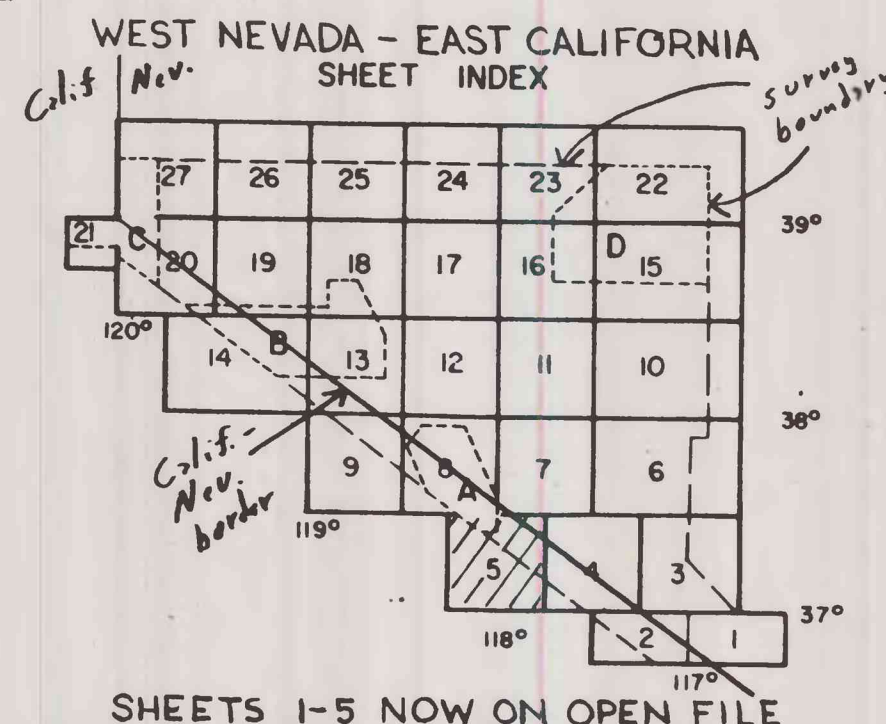 WEST NEVADA - EAST CALIFORNIA
SHEET INDEX
Calif Nev.
survey boundary
27 26 25 24 23 22
39°
21 C 20 19 18 17 16 D 15
120°
B
14 13 12 11 10
38°
Calif. - Nev. border
9 8 A 7 6
119°
5 4 3
37°
118°
2 1
117°
SHEETS 1-5 NOW ON OPEN FILE